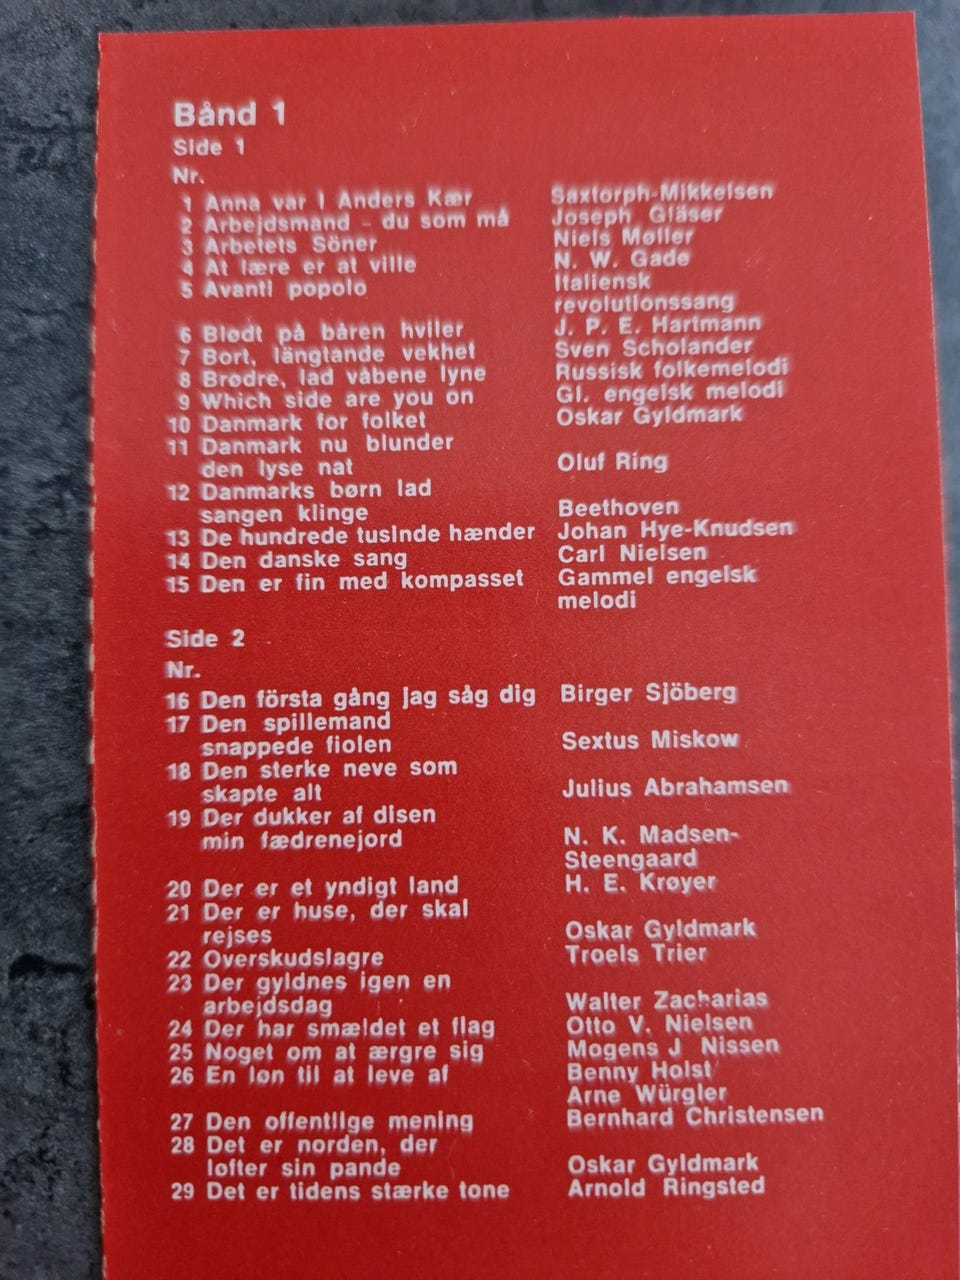 Bånd 1
Side 1
Nr.
1 Anna var i Anders Kær Saxtorph-Mikkelsen
2 Arbejdsmand - du som må Joseph Gläser
3 Arbetets Söner Niels Møller
4 At lære er at ville N. W. Gade
5 Avanti popolo Italiensk
revolutionssang
6 Blødt på båren hviler J. P. E. Hartmann
7 Bort, längtande vekhet Sven Scholander
8 Brødre, lad våbene lyne Russisk folkemelodi
9 Which side are you on Gl. engelsk melodi
10 Danmark for folket Oskar Gyldmark
11 Danmark nu blunder
den lyse nat Oluf Ring
12 Danmarks børn lad
sangen klinge Beethoven
13 De hundrede tusinde hænder Johan Hye-Knudsen
14 Den danske sang Carl Nielsen
15 Den er fin med kompasset Gammel engelsk
melodi
Side 2
Nr.
16 Den första gång jag såg dig Birger Sjöberg
17 Den spillemand
snappede fiolen Sextus Miskow
18 Den sterke neve som
skapte alt Julius Abrahamsen
19 Der dukker af disen
min fædrenejord N. K. Madsen-
Steengaard
20 Der er et yndigt land H. E. Krøyer
21 Der er huse, der skal
rejses Oskar Gyldmark
22 Overskudslagre Troels Trier
23 Der gyldnes igen en
arbejdsdag Walter Zacharias
24 Der har smældet et flag Otto V. Nielsen
25 Noget om at ærgre sig Mogens J Nissen
26 En løn til at leve af Benny Holst
Arne Würgler
27 Den offentlige mening Bernhard Christensen
28 Det er norden, der
løfter sin pande Oskar Gyldmark
29 Det er tidens stærke tone Arnold Ringsted